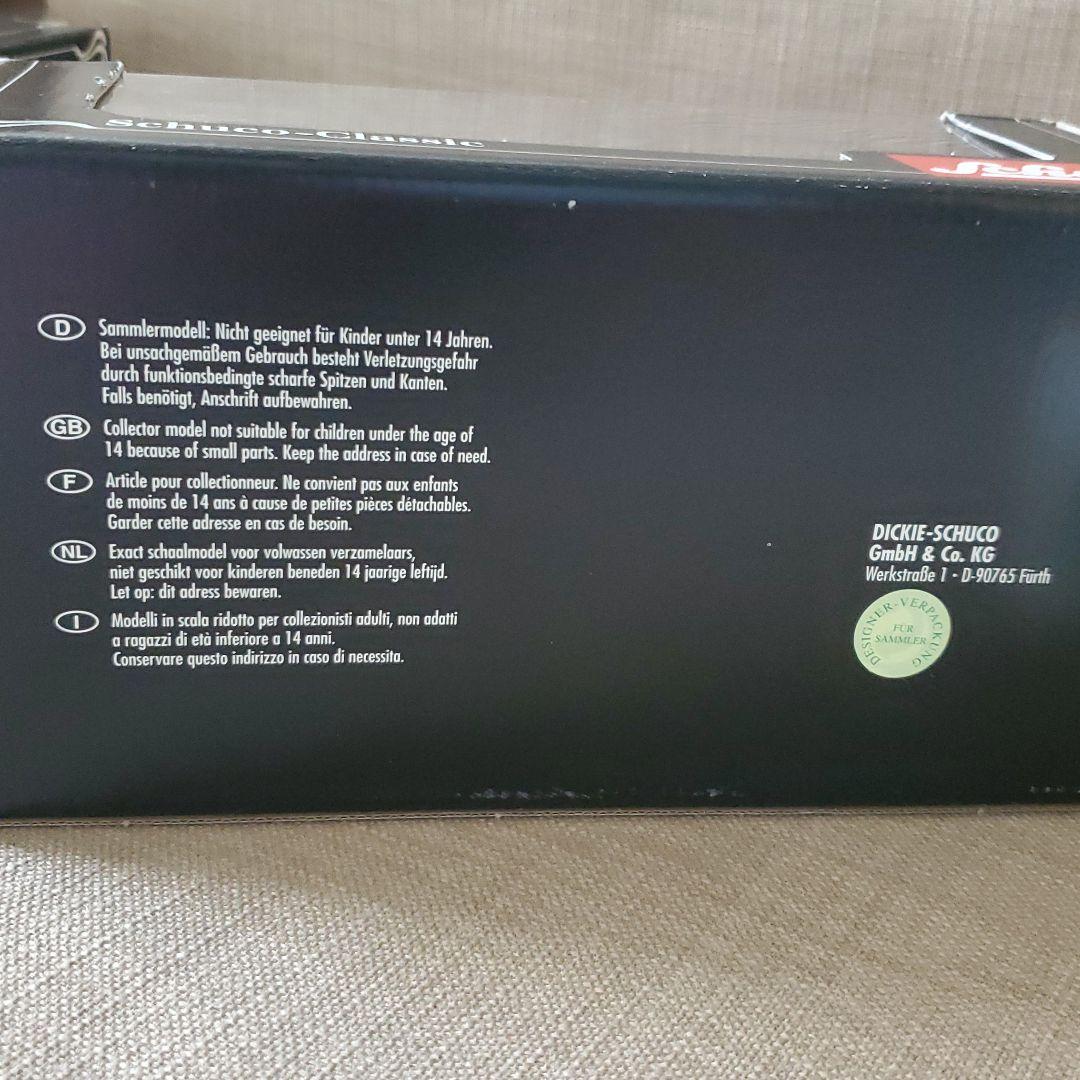 Schuco-Classic
D Sammlermodell: Nicht geeignet für Kinder unter 14 Jahren.
Bei unsachgemäßem Gebrauch besteht Verletzungsgefahr
durch funktionsbedingte scharfe Spitzen und Kanten.
Falls benötigt, Anschrift aufbewahren.
GB Collector model not suitable for children under the age of
14 because of small parts. Keep the address in case of need.
F Article pour collectionneur. Ne convient pas aux enfants
de moins de 14 ans à cause de petites pièces détachables.
Garder cette adresse en cas de besoin.
NL Exact schaalmodel voor volwassen verzamelaars,
niet geschikt voor kinderen beneden 14 jaarige leftijd.
Let op: dit adress bewaren.
I Modelli in scala ridotto per collezionisti adulti, non adatti
a ragazzi di età inferiore a 14 anni.
Conservare questo indirizzo in caso di necessita.
DICKIE-SCHUCO
GmbH & Co. KG
Werkstraße 1 · D-90765 Fürth
DESIGNER-VERPACKUNG
FÜR
SAMMLER